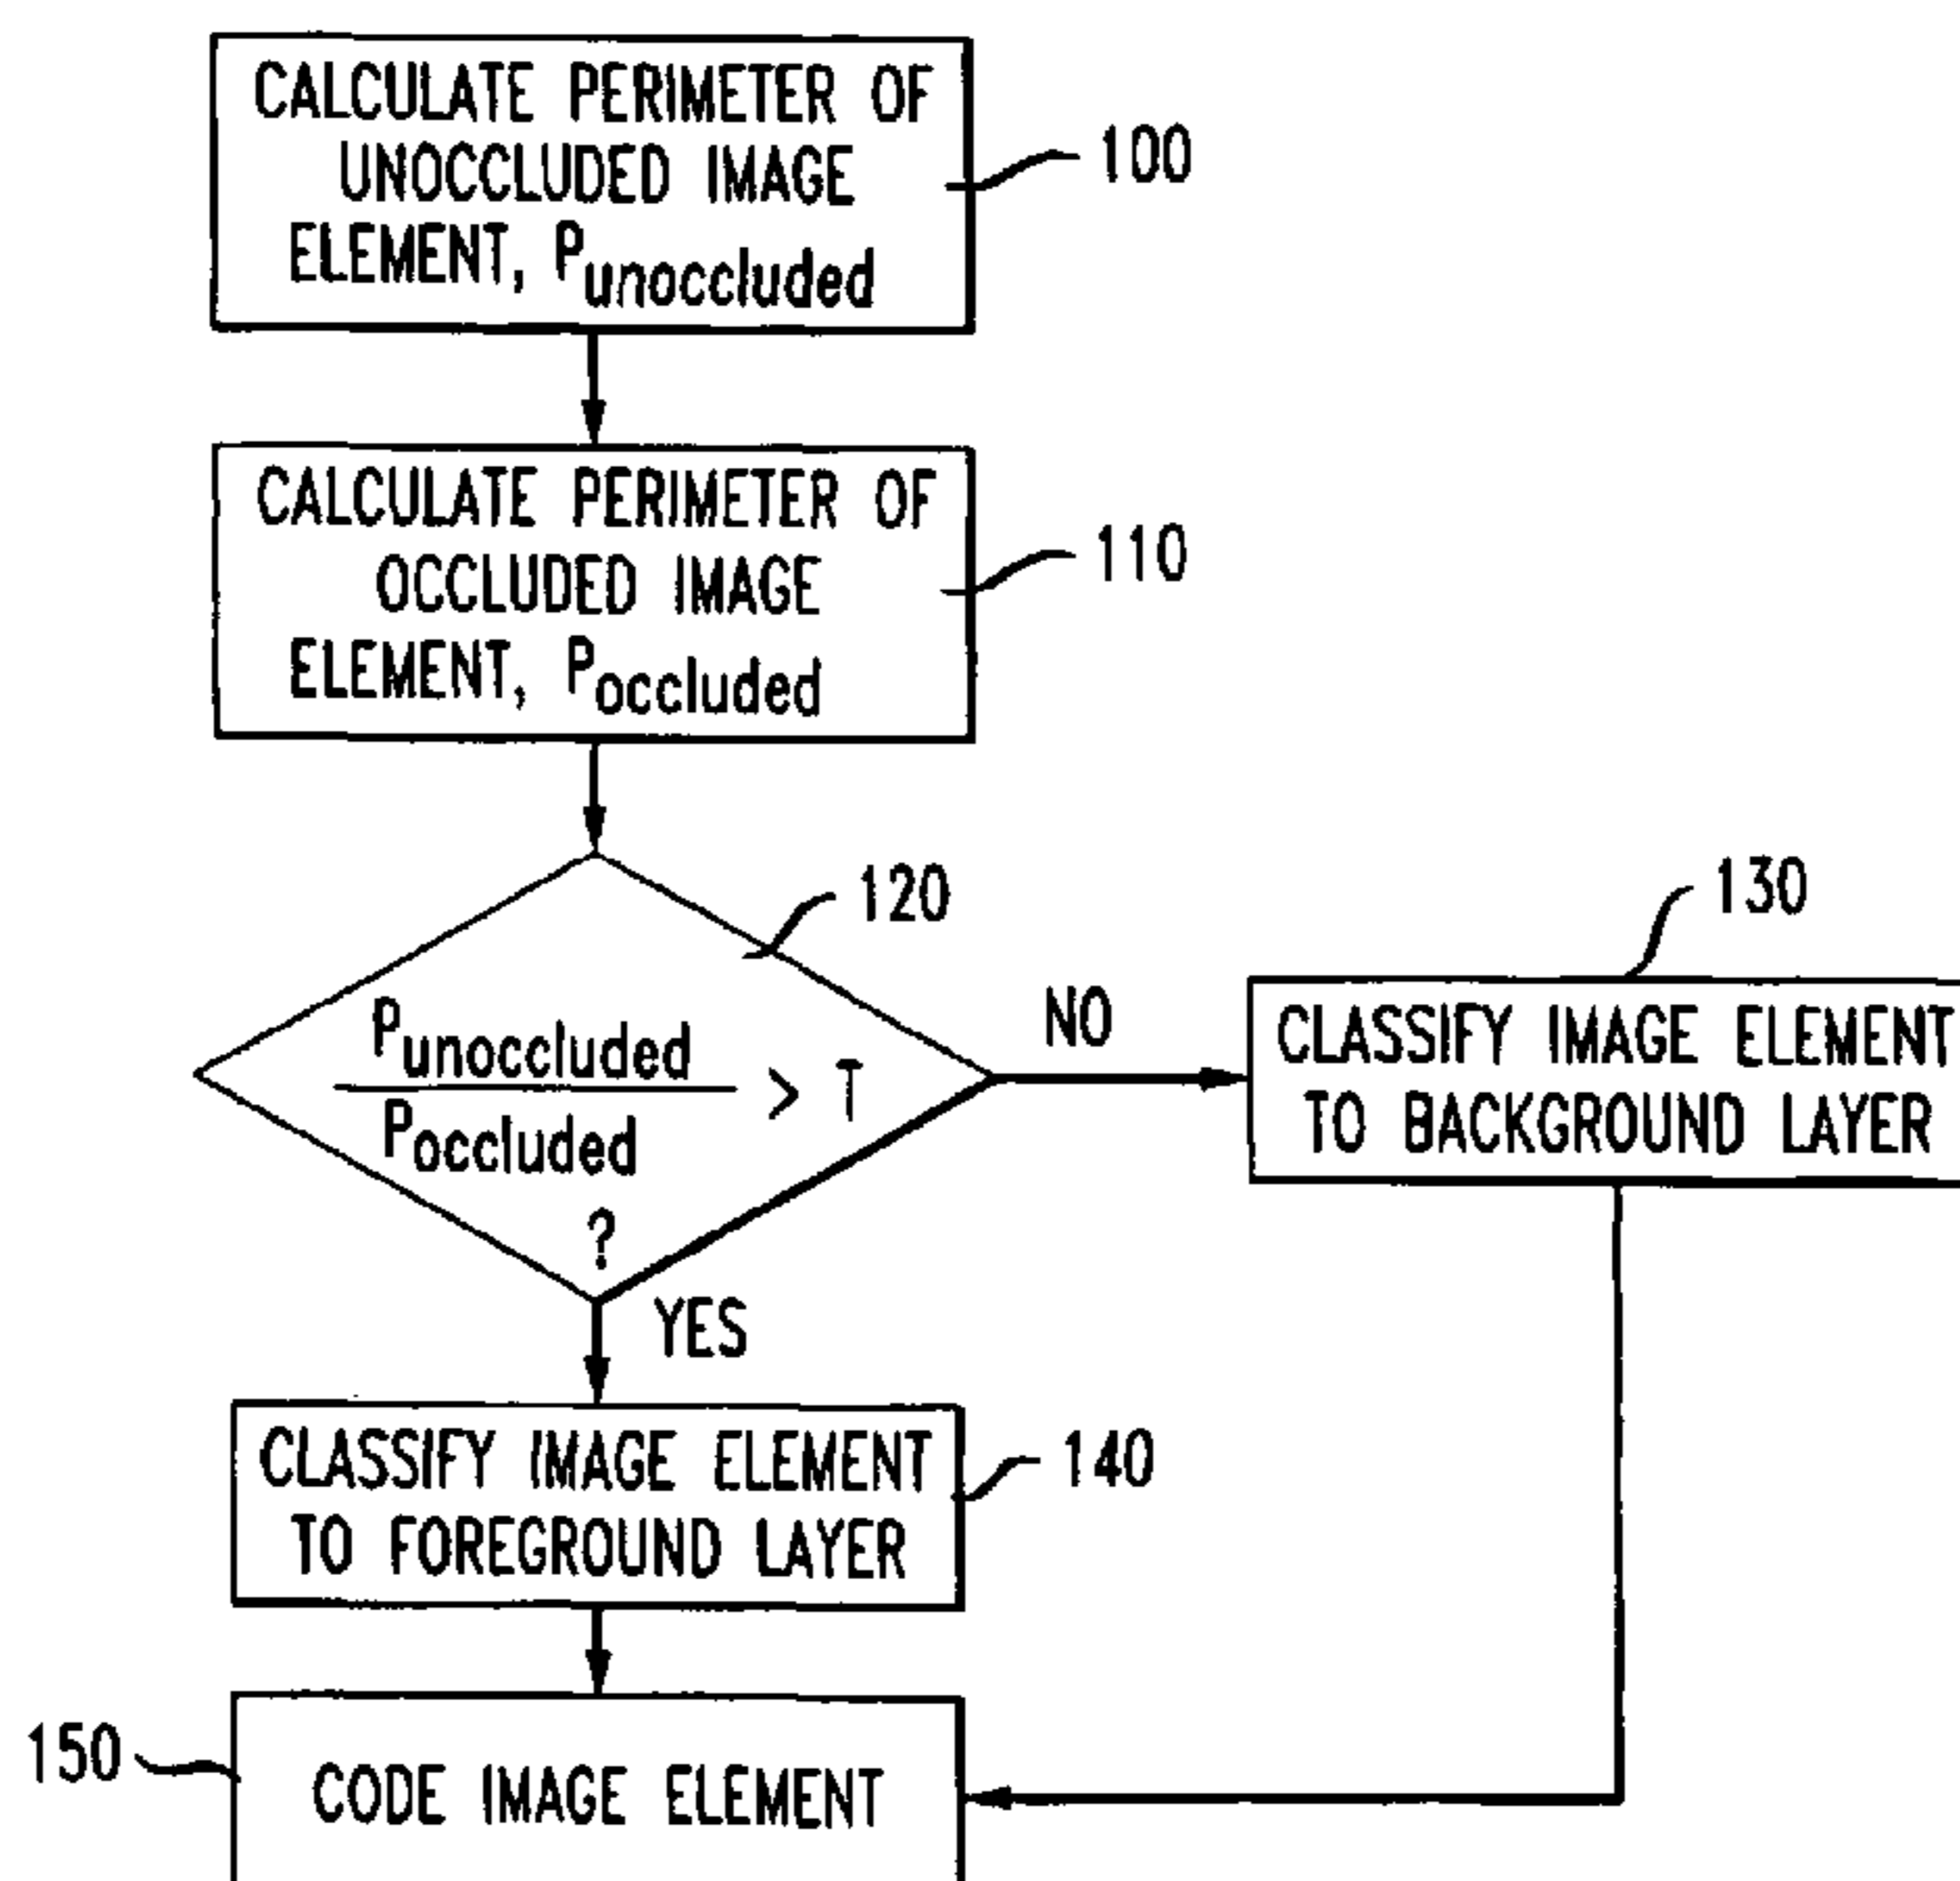 CALCULATE PERIMETER OF
UNOCCLUDED IMAGE
ELEMENT, Punoccluded
100
CALCULATE PERIMETER OF
OCCLUDED IMAGE
ELEMENT, Poccluded
110
120
Punoccluded
Poccluded
> T
?
NO
YES
130
CLASSIFY IMAGE ELEMENT
TO BACKGROUND LAYER
CLASSIFY IMAGE ELEMENT
TO FOREGROUND LAYER
140
150
CODE IMAGE ELEMENT